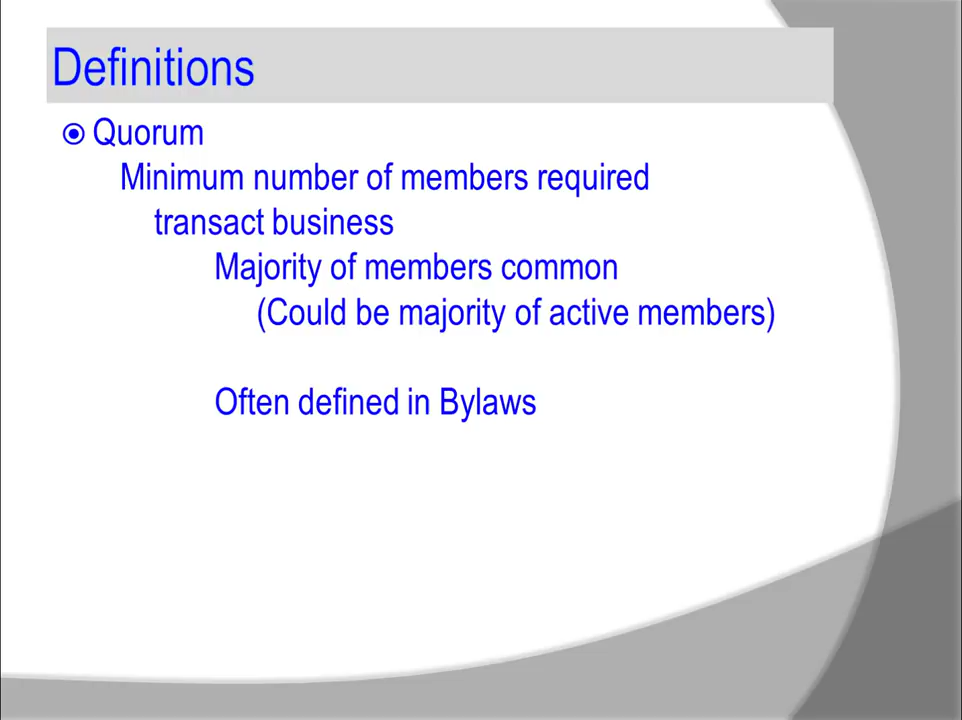 Definitions
Quorum
Minimum number of members required
transact business
Majority of members common
(Could be majority of active members)
Often defined in Bylaws